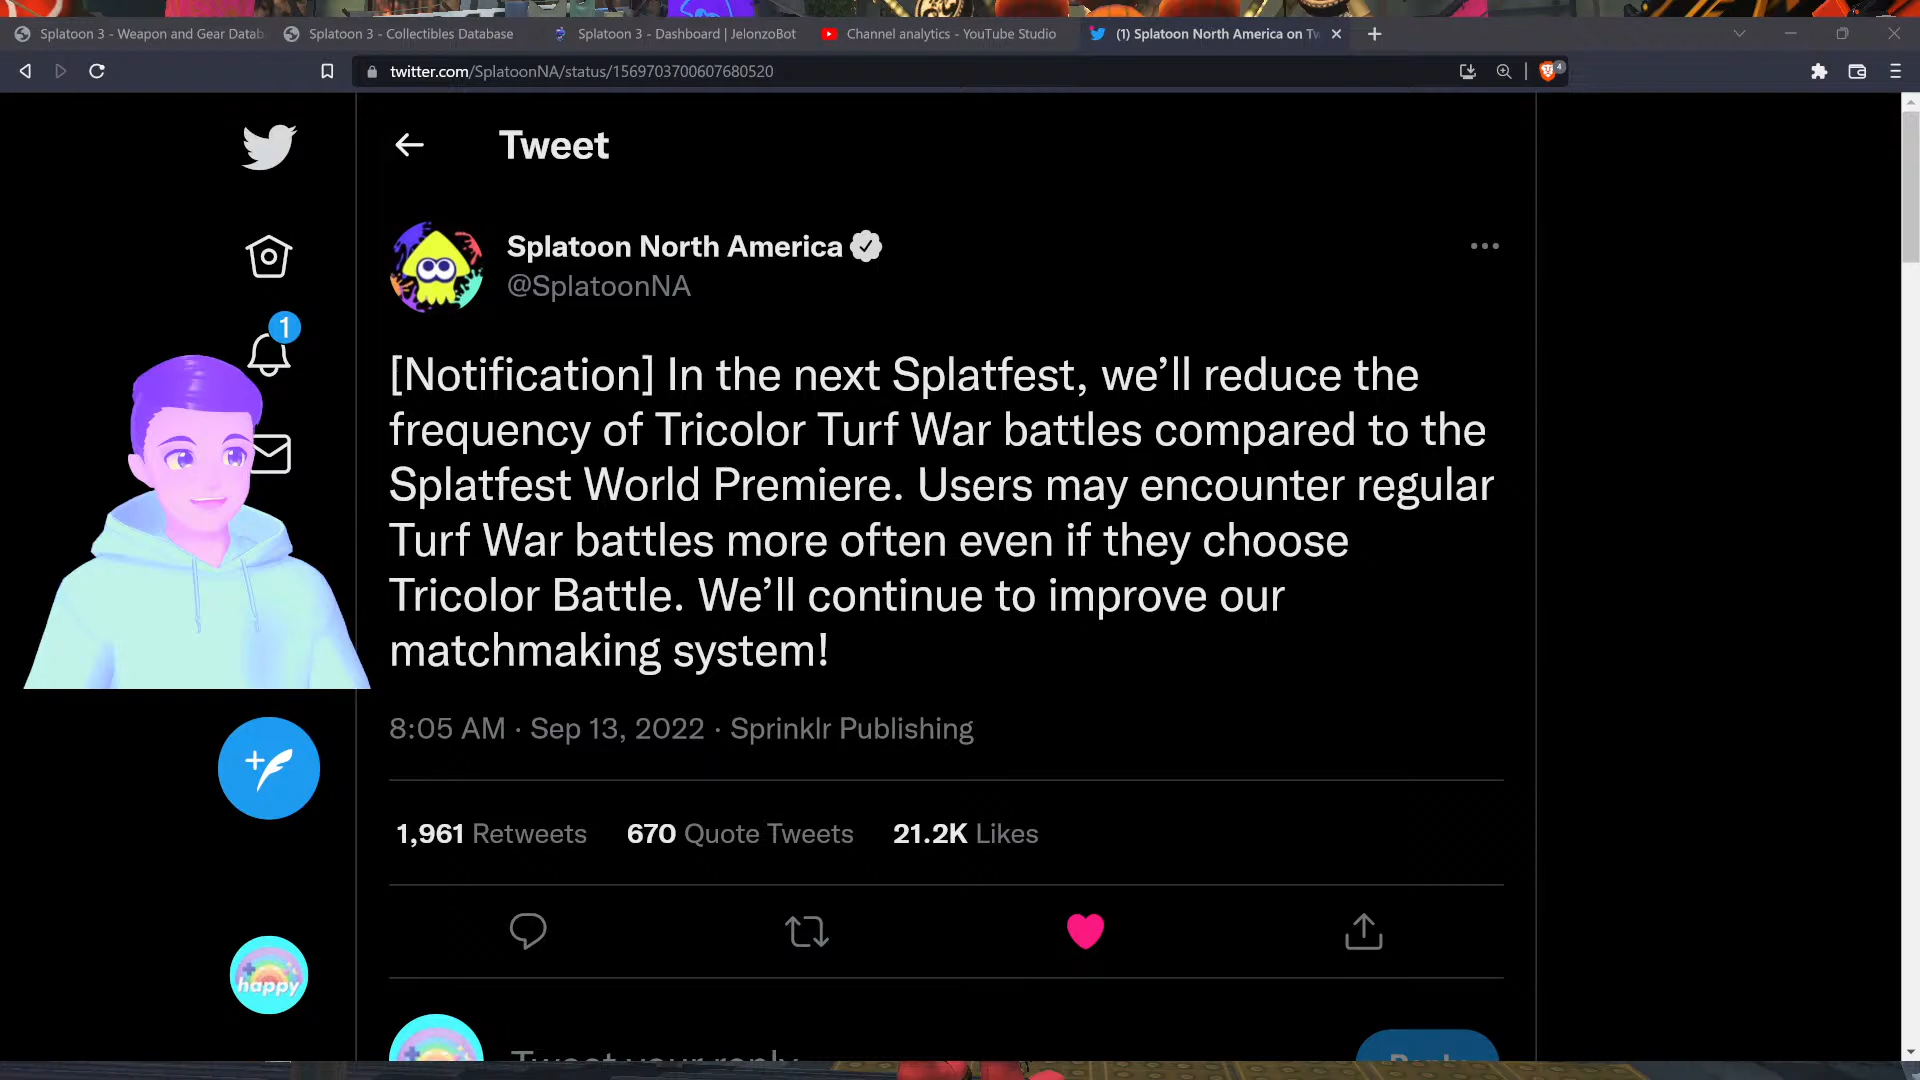 Splatoon 3 - Weapon and Gear Datab
Splatoon 3 - Collectibles Database
Splatoon 3 - Dashboard | JelonzoBot
Channel analytics - YouTube Studio
(1) Splatoon North America on Tw
twitter.com/SplatoonNA/status/1569703700607680520
4
Tweet
Splatoon North America
@SplatoonNA
1
[Notification] In the next Splatfest, we’ll reduce the
frequency of Tricolor Turf War battles compared to the
Splatfest World Premiere. Users may encounter regular
Turf War battles more often even if they choose
Tricolor Battle. We’ll continue to improve our
matchmaking system!
8:05 AM · Sep 13, 2022 · Sprinklr Publishing
1,961 Retweets 670 Quote Tweets 21.2K Likes
happy
Tweet your reply
Reply